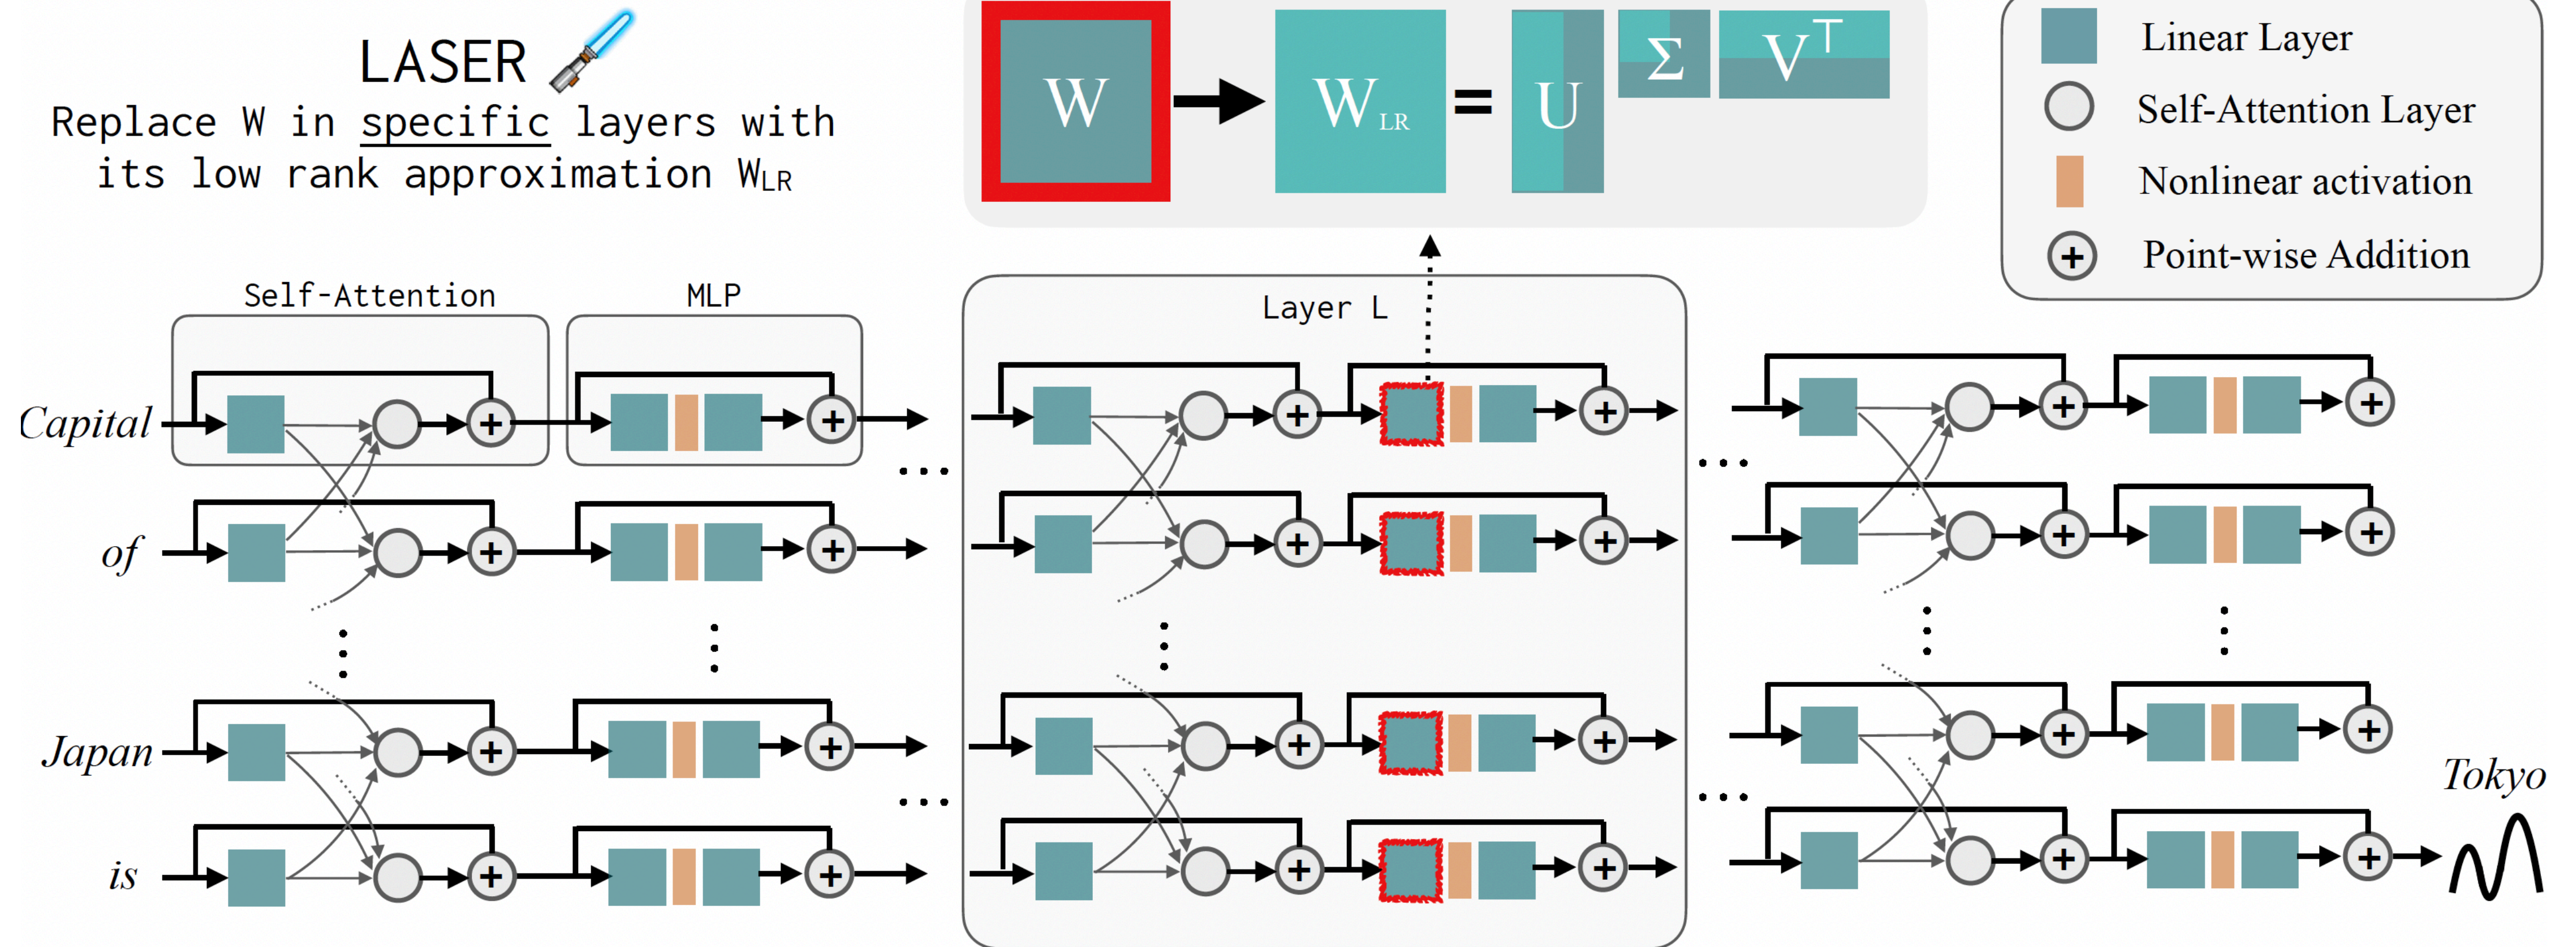 LASER
Replace W in specific layers with
its low rank approximation WLR
W
WLR
=
U
Σ
V⊤
Linear Layer
Self-Attention Layer
Nonlinear activation
+ Point-wise Addition
Self-Attention
MLP
Layer L
Capital
of
Japan
is
Tokyo